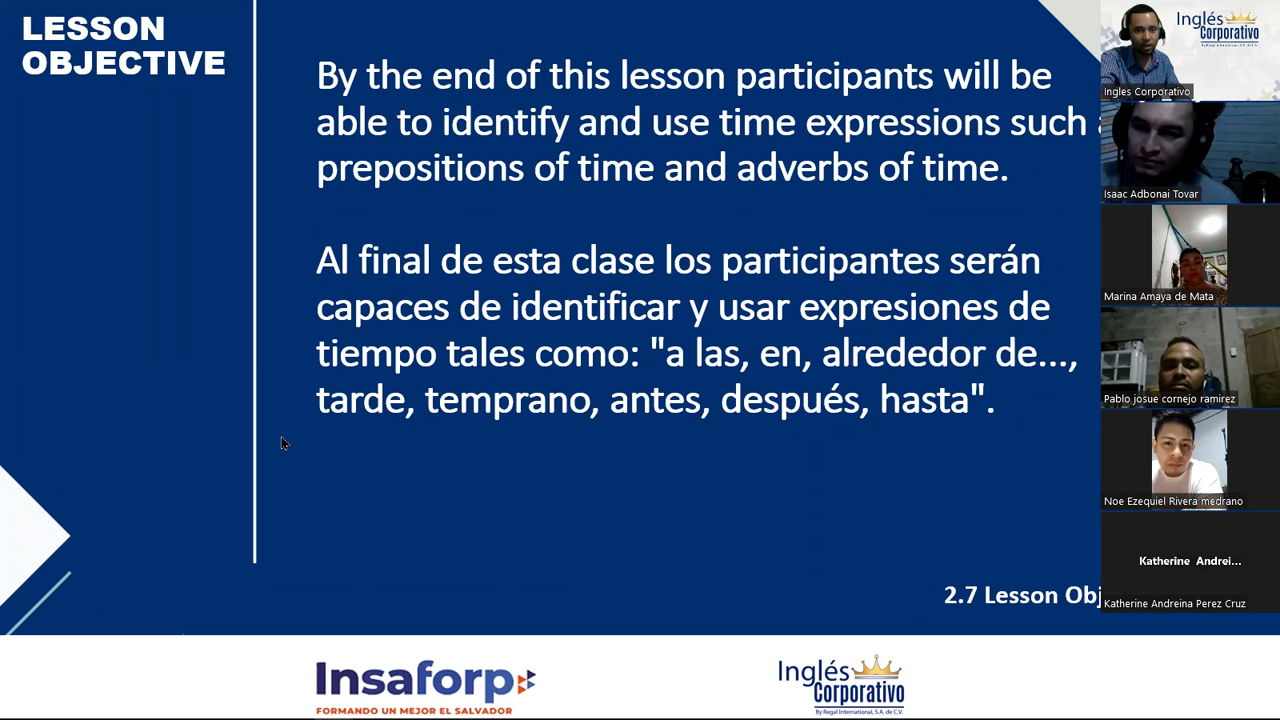 LESSON
OBJECTIVE
By the end of this lesson participants will be
able to identify and use time expressions such
prepositions of time and adverbs of time.
Al final de esta clase los participantes serán
capaces de identificar y usar expresiones de
tiempo tales como: "a las, en, alrededor de...,
tarde, temprano, antes, después, hasta".
2.7 Lesson Obj
Insaforp
FORMANDO UN MEJOR EL SALVADOR
Inglés
Corporativo
By Regal International, S.A. de C.V.
Inglés
Corporativo
Ingles Corporativo
Isaac Adbonai Tovar
Marina Amaya de Mata
Pablo josue cornejo ramirez
Noe Ezequiel Rivera medrano
Katherine Andrei...
Katherine Andreina Perez Cruz